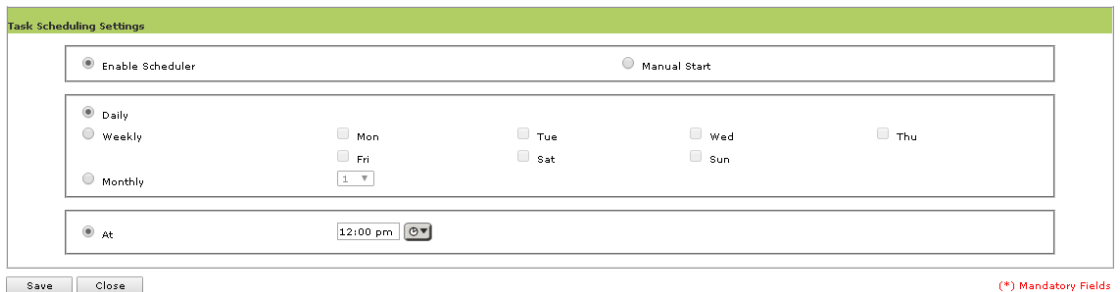 Task Scheduling Settings
Enable Scheduler Manual Start
Daily
Weekly Mon Tue Wed Thu
Fri Sat Sun
Monthly 1
At 12:00 pm
Save Close (*) Mandatory Fields